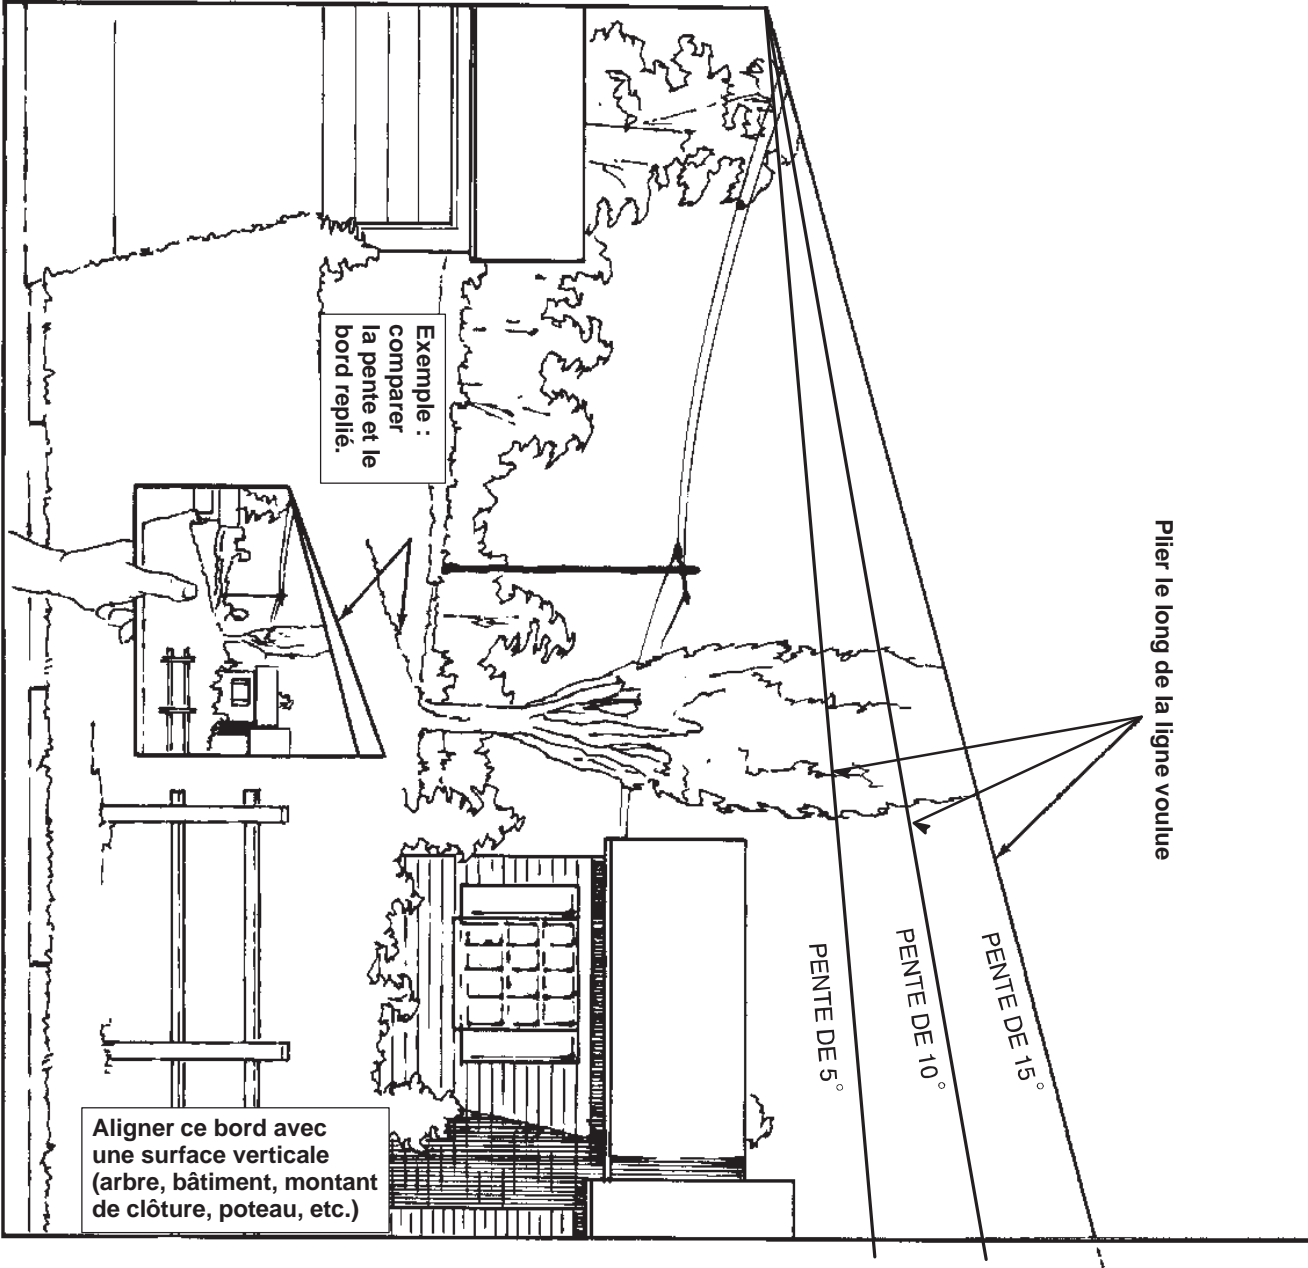 Plier le long de la ligne voulue
PENTE DE 15°
PENTE DE 10°
PENTE DE 5°
Exemple :
comparer
la pente et le
bord replié.
Aligner ce bord avec
une surface verticale
(arbre, bâtiment, montant
de clôture, poteau, etc.)